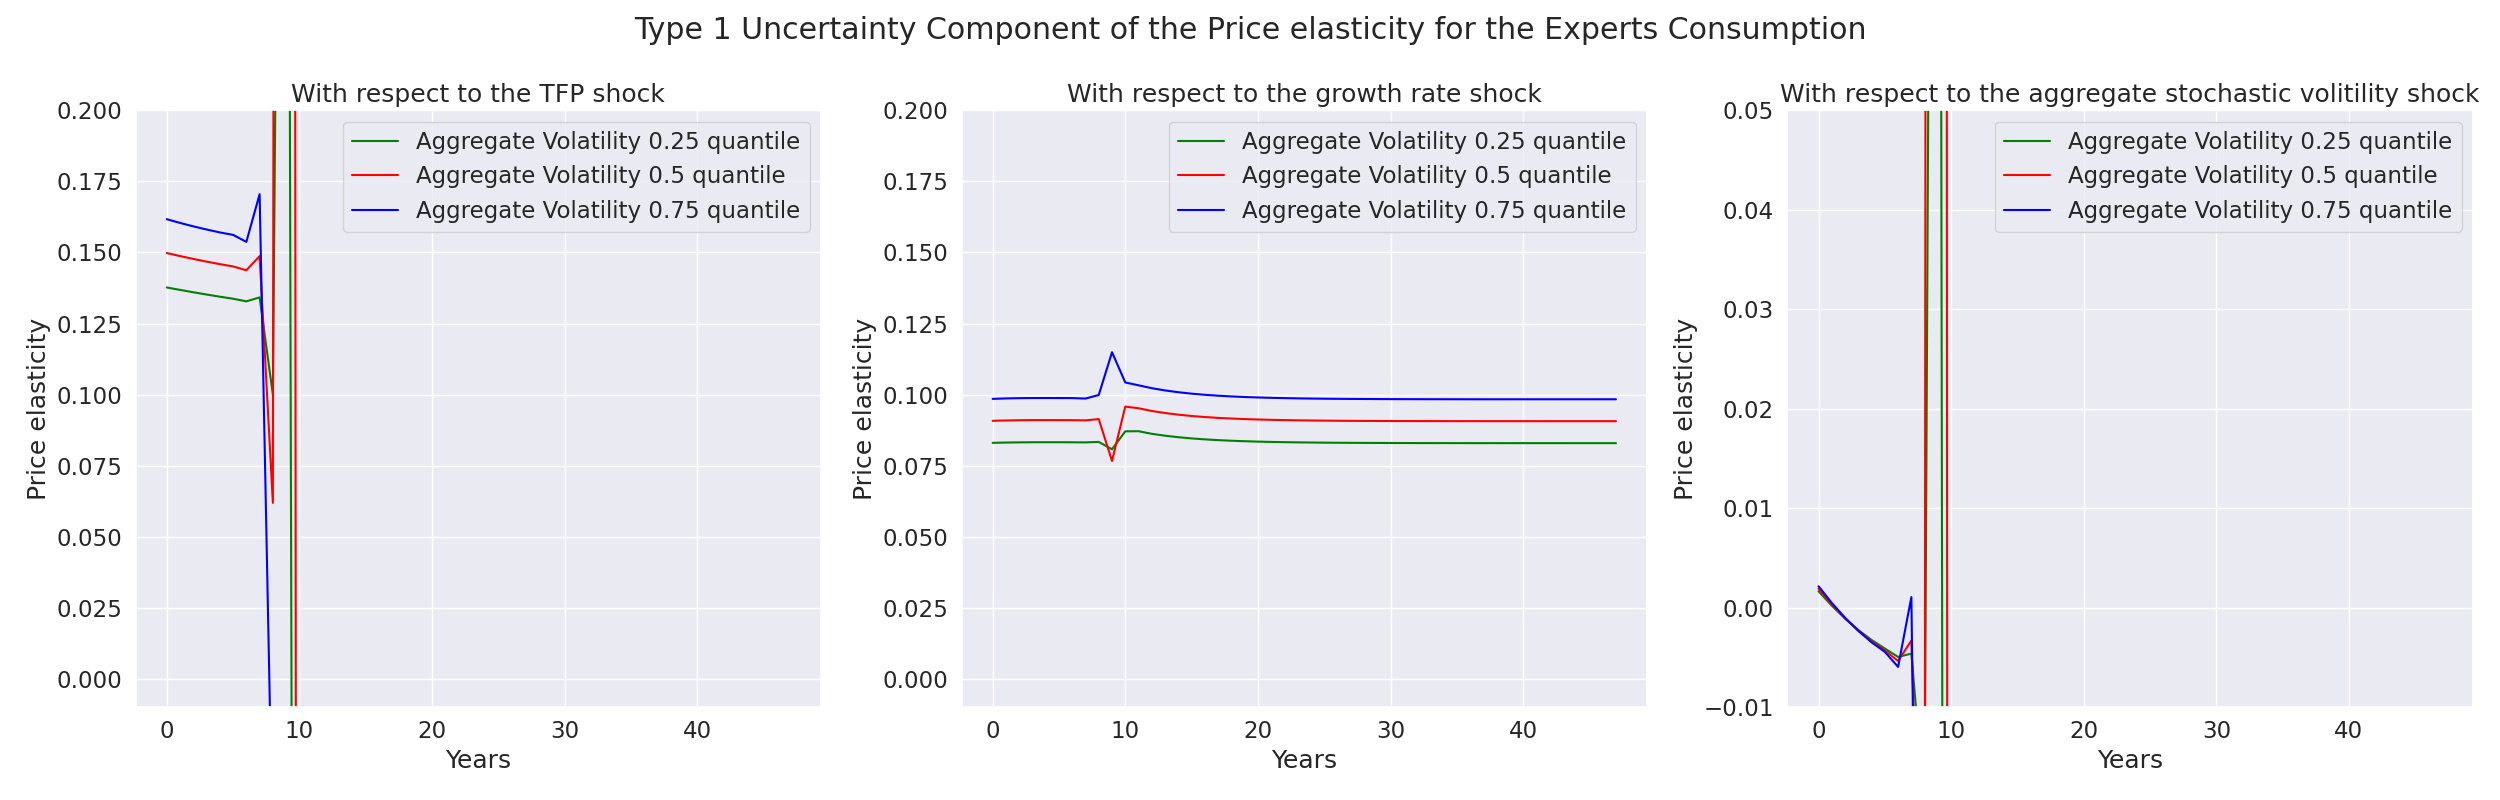 Type 1 Uncertainty Component of the Price elasticity for the Experts Consumption
With respect to the TFP shock
0.200
0.175
0.150
0.125
0.100
0.075
0.050
0.025
0.000
Price elasticity
Aggregate Volatility 0.25 quantile
Aggregate Volatility 0.5 quantile
Aggregate Volatility 0.75 quantile
0 10 20 30 40
Years
With respect to the growth rate shock
0.200
0.175
0.150
0.125
0.100
0.075
0.050
0.025
0.000
Price elasticity
Aggregate Volatility 0.25 quantile
Aggregate Volatility 0.5 quantile
Aggregate Volatility 0.75 quantile
0 10 20 30 40
Years
With respect to the aggregate stochastic volitility shock
0.05
0.04
0.03
0.02
0.01
0.00
−0.01
Price elasticity
Aggregate Volatility 0.25 quantile
Aggregate Volatility 0.5 quantile
Aggregate Volatility 0.75 quantile
0 10 20 30 40
Years